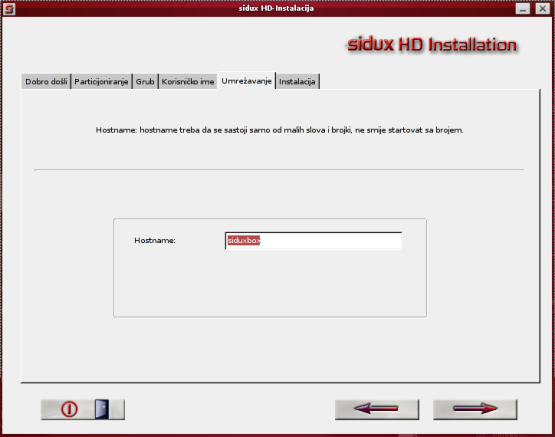 sidux HD-Instalacija
sidux HD Installation
Dobro došli Particijoniranje Grub Korisničko ime Umrežavanje Instalacija
Hostname: hostname treba da se sastoji samo od malih slova i brojki, ne smije startovat sa brojem.
Hostname: siduxbox